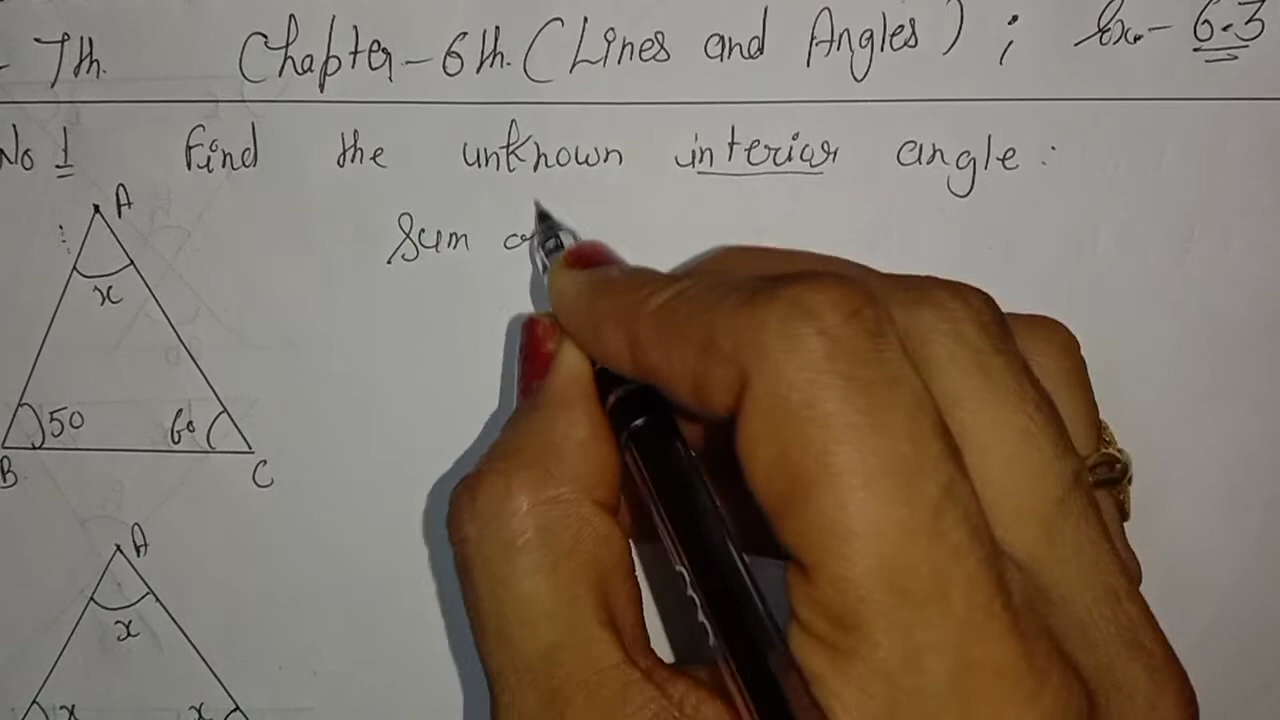 - 7th. Chapter-6th. (Lines and Angles) ; Ex- 6.3
No 1 Find the unknown interior angle :
A
Sum of
x
50 60
B C
A
x
x x